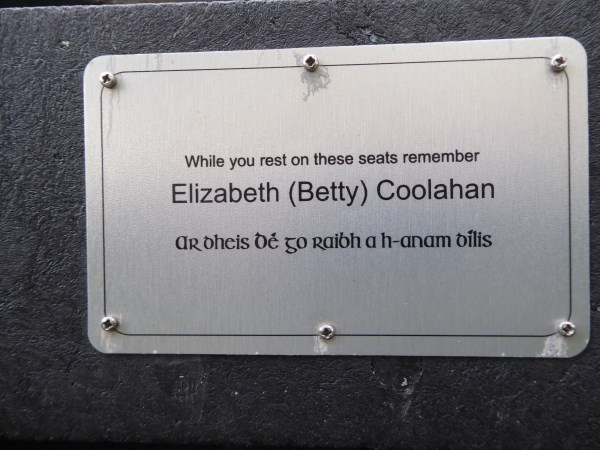 While you rest on these seats remember
Elizabeth (Betty) Coolahan
Ar dheis Dé go raibh a h-anam dílis